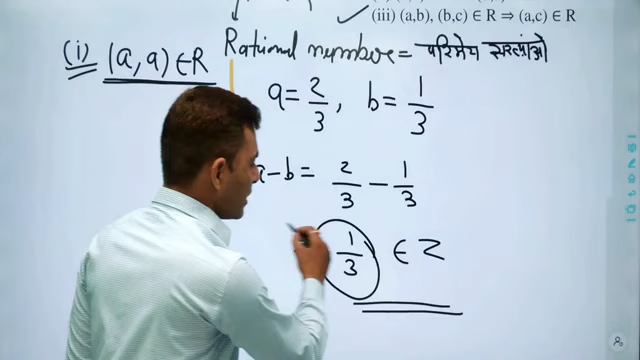 (iii) (a,b), (b,c) ∈ R ⇒ (a,c) ∈ R
(i) (a, a) ∈ R Rational number = परिमेय
a = 2/3, b = 1/3
a - b = 2/3 - 1/3
1/3 ∈ Z